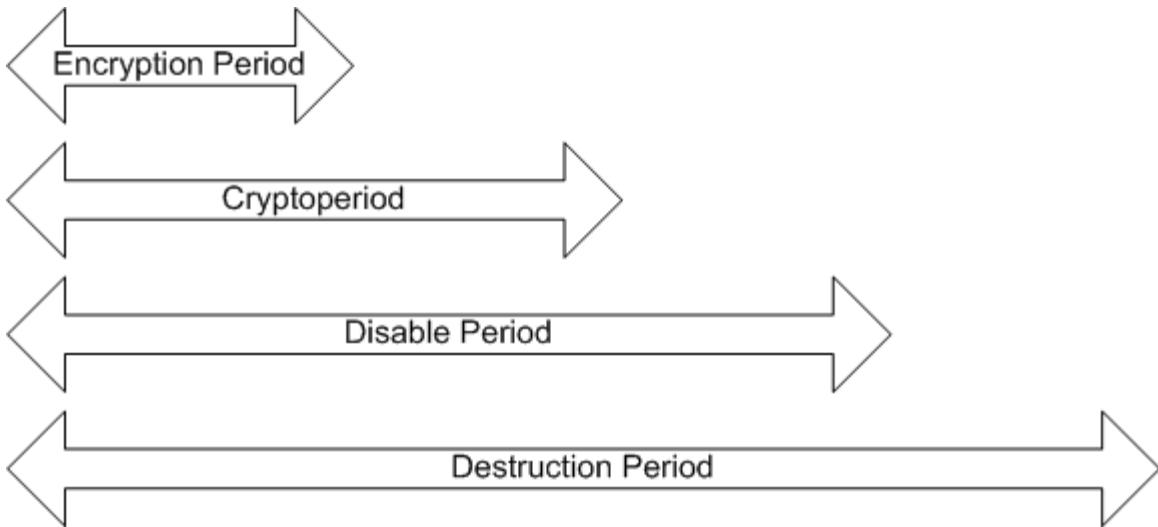 Encryption Period
Cryptoperiod
Disable Period
Destruction Period